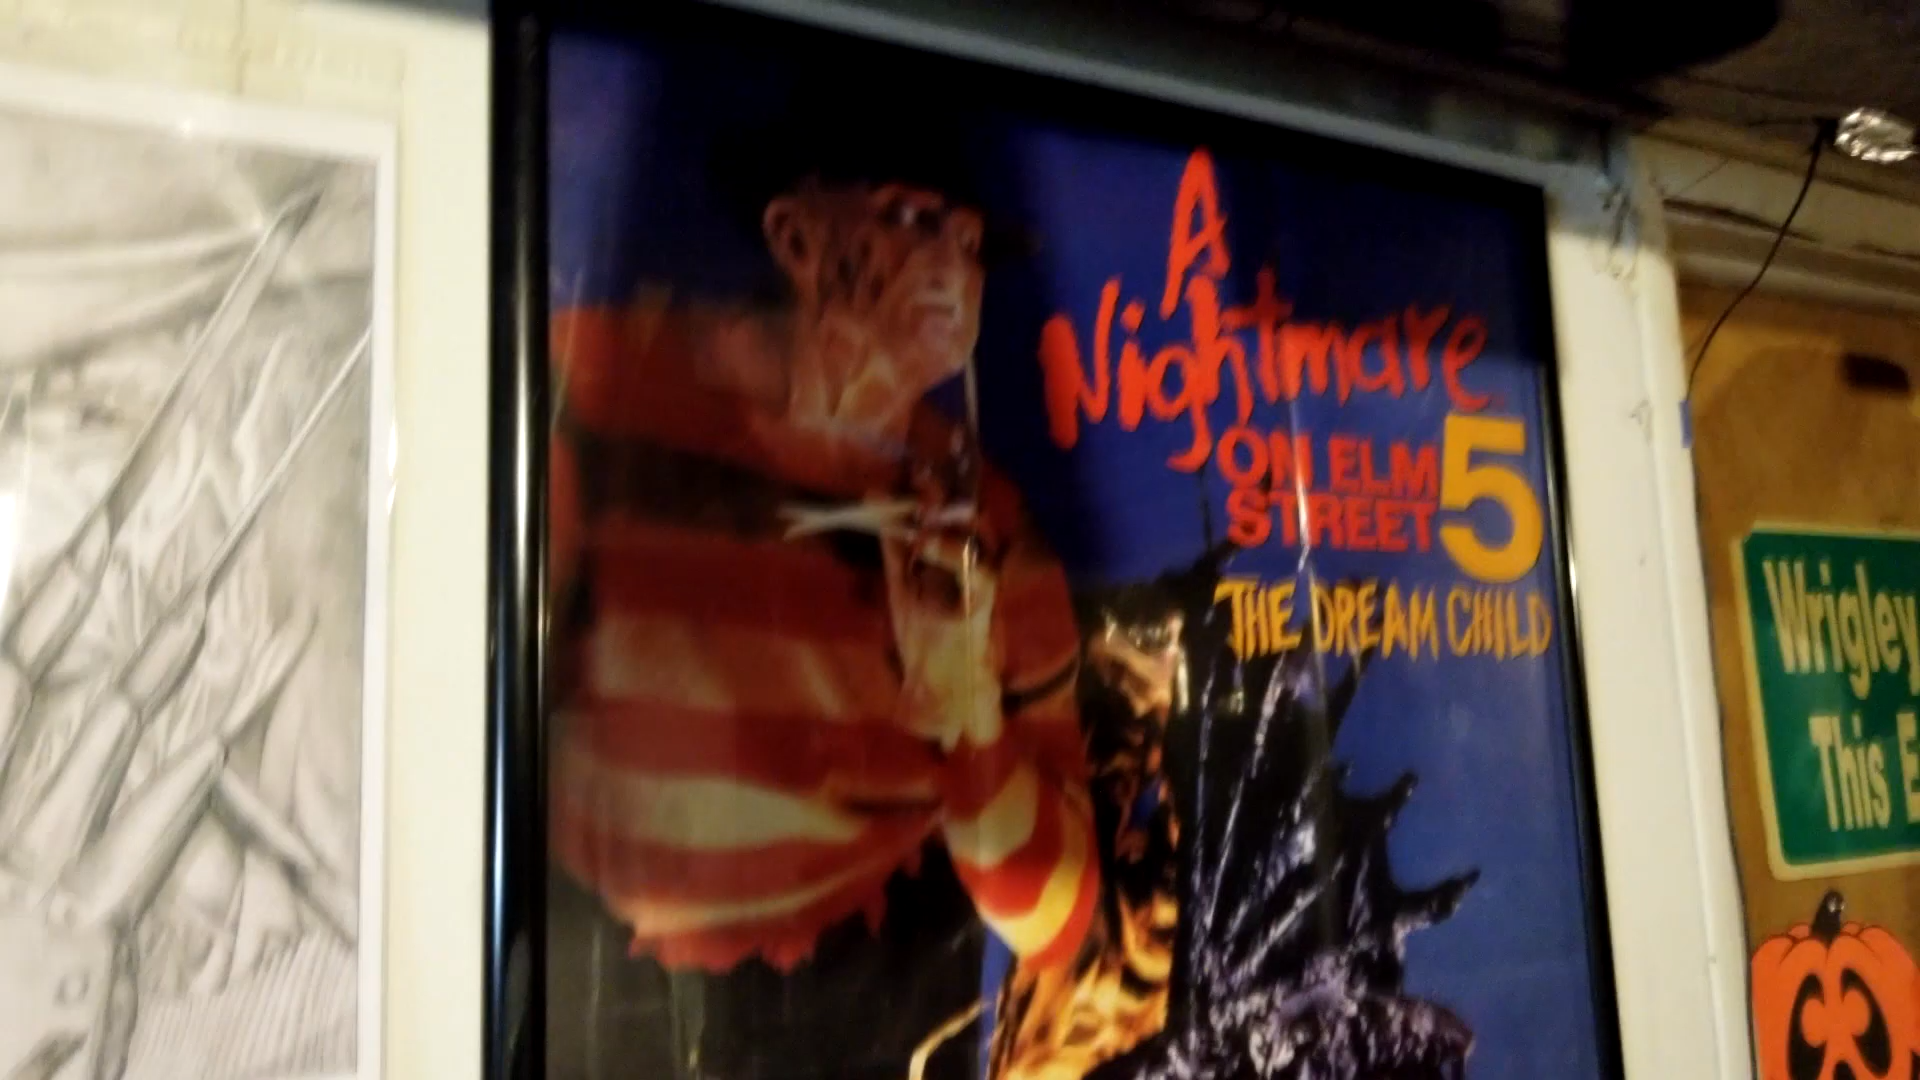 A
Nightmare
ON ELM
STREET 5
THE DREAM CHILD
Wrigley
This